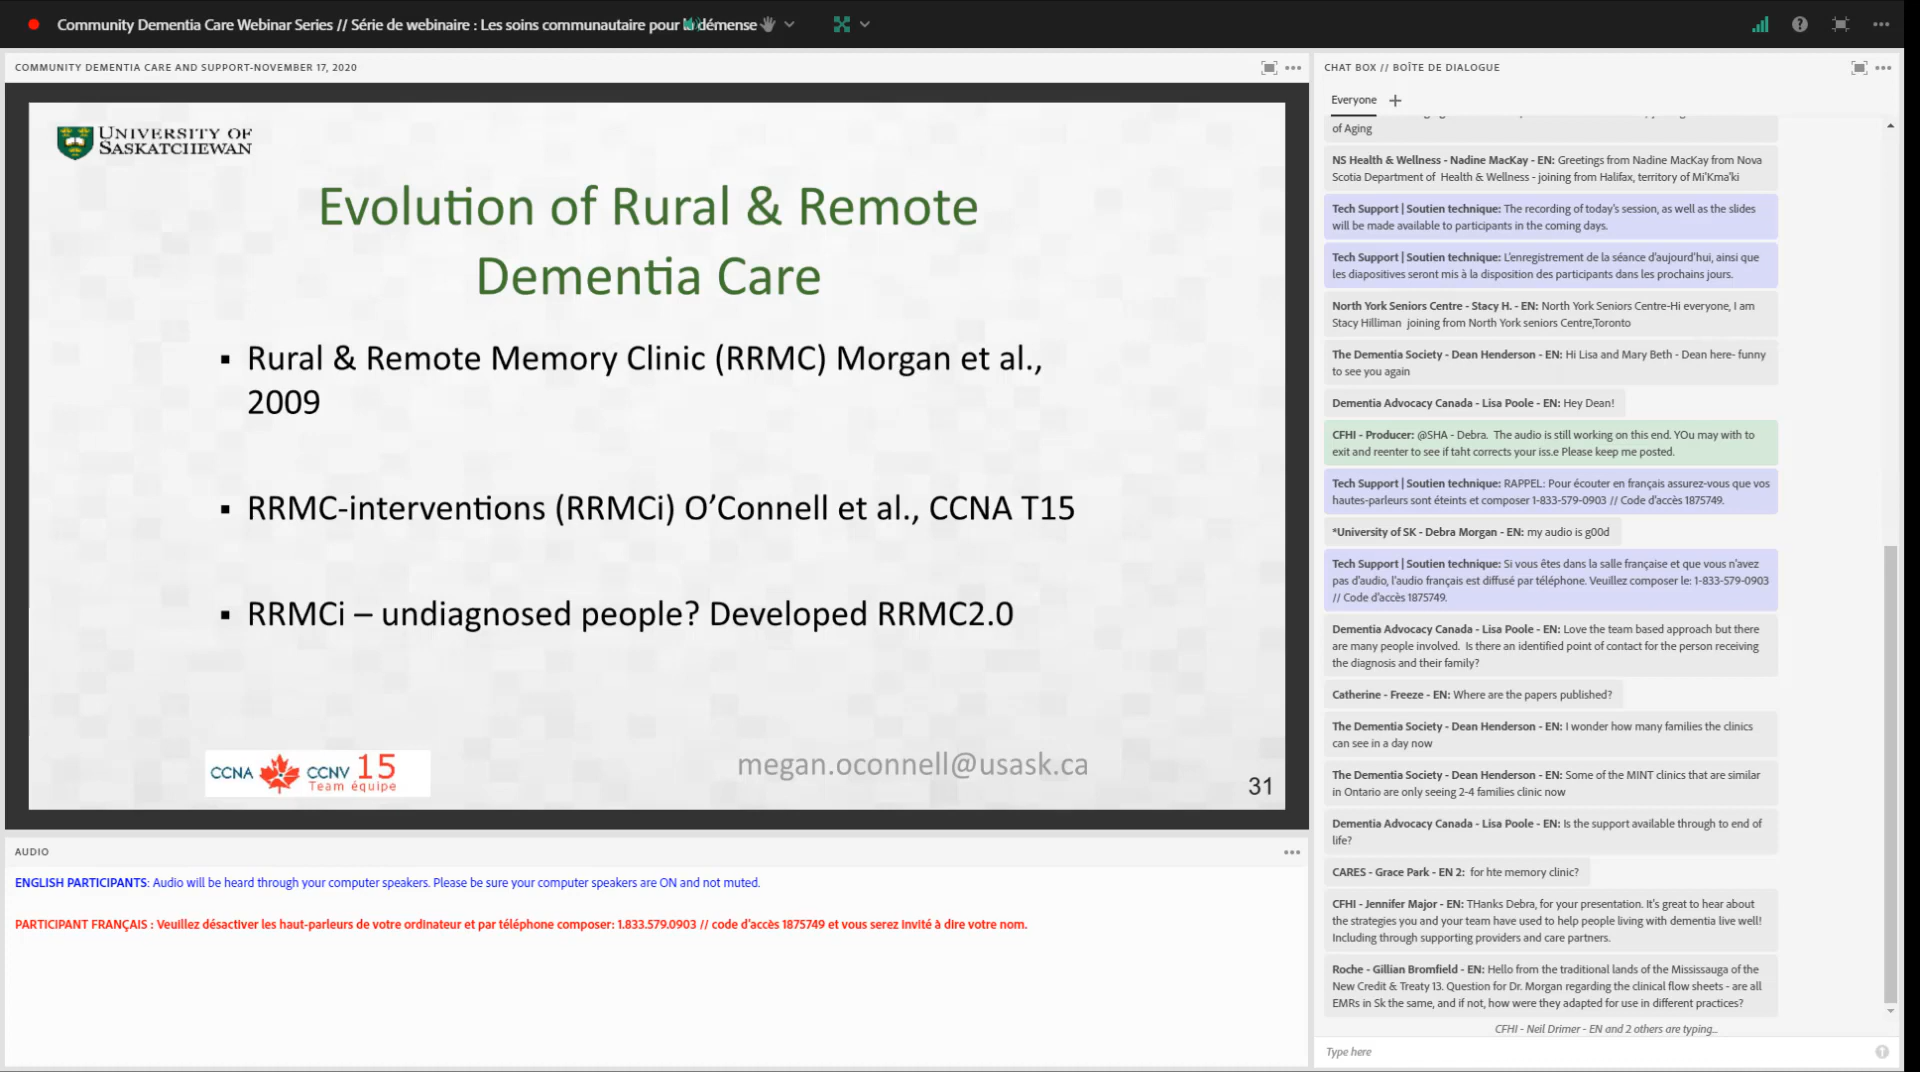 Community Dementia Care Webinar Series // Série de webinaire : Les soins communautaire pour la démense
COMMUNITY DEMENTIA CARE AND SUPPORT-NOVEMBER 17, 2020
UNIVERSITY OF
SASKATCHEWAN
Evolution of Rural & Remote
Dementia Care
▪ Rural & Remote Memory Clinic (RRMC) Morgan et al.,
2009
▪ RRMC-interventions (RRMCi) O’Connell et al., CCNA T15
▪ RRMCi – undiagnosed people? Developed RRMC2.0
CCNA CCNV 15
Team équipe
megan.oconnell@usask.ca
31
AUDIO
ENGLISH PARTICIPANTS: Audio will be heard through your computer speakers. Please be sure your computer speakers are ON and not muted.
PARTICIPANT FRANÇAIS : Veuillez désactiver les haut-parleurs de votre ordinateur et par téléphone composer: 1.833.579.0903 // code d'accès 1875749 et vous serez invité à dire votre nom.
CHAT BOX // BOÎTE DE DIALOGUE
Everyone +
of Aging
NS Health & Wellness - Nadine MacKay - EN: Greetings from Nadine MacKay from Nova
Scotia Department of Health & Wellness - joining from Halifax, territory of Mi'Kma'ki
Tech Support | Soutien technique: The recording of today's session, as well as the slides
will be made available to participants in the coming days.
Tech Support | Soutien technique: L'enregistrement de la séance d'aujourd'hui, ainsi que
les diapositives seront mis à la disposition des participants dans les prochains jours.
North York Seniors Centre - Stacy H. - EN: North York Seniors Centre-Hi everyone, I am
Stacy Hilliman joining from North York seniors Centre,Toronto
The Dementia Society - Dean Henderson - EN: Hi Lisa and Mary Beth - Dean here- funny
to see you again
Dementia Advocacy Canada - Lisa Poole - EN: Hey Dean!
CFHI - Producer: @SHA - Debra. The audio is still working on this end. YOu may with to
exit and reenter to see if taht corrects your iss.e Please keep me posted.
Tech Support | Soutien technique: RAPPEL: Pour écouter en français assurez-vous que vos
hautes-parleurs sont éteints et composer 1-833-579-0903 // Code d'accès 1875749.
*University of SK - Debra Morgan - EN: my audio is g00d
Tech Support | Soutien technique: Si vous êtes dans la salle française et que vous n'avez
pas d'audio, l'audio français est diffusé par téléphone. Veuillez composer le: 1-833-579-0903
// Code d'accès 1875749.
Dementia Advocacy Canada - Lisa Poole - EN: Love the team based approach but there
are many people involved. Is there an identified point of contact for the person receiving
the diagnosis and their family?
Catherine - Freeze - EN: Where are the papers published?
The Dementia Society - Dean Henderson - EN: I wonder how many families the clinics
can see in a day now
The Dementia Society - Dean Henderson - EN: Some of the MINT clinics that are similar
in Ontario are only seeing 2-4 families clinic now
Dementia Advocacy Canada - Lisa Poole - EN: Is the support available through to end of
life?
CARES - Grace Park - EN 2: for hte memory clinic?
CFHI - Jennifer Major - EN: THanks Debra, for your presentation. It's great to hear about
the strategies you and your team have used to help people living with dementia live well!
Including through supporting providers and care partners.
Roche - Gillian Bromfield - EN: Hello from the traditional lands of the Mississauga of the
New Credit & Treaty 13. Question for Dr. Morgan regarding the clinical flow sheets - are all
EMRs in Sk the same, and if not, how were they adapted for use in different practices?
CFHI - Neil Drimer - EN and 2 others are typing...
Type here